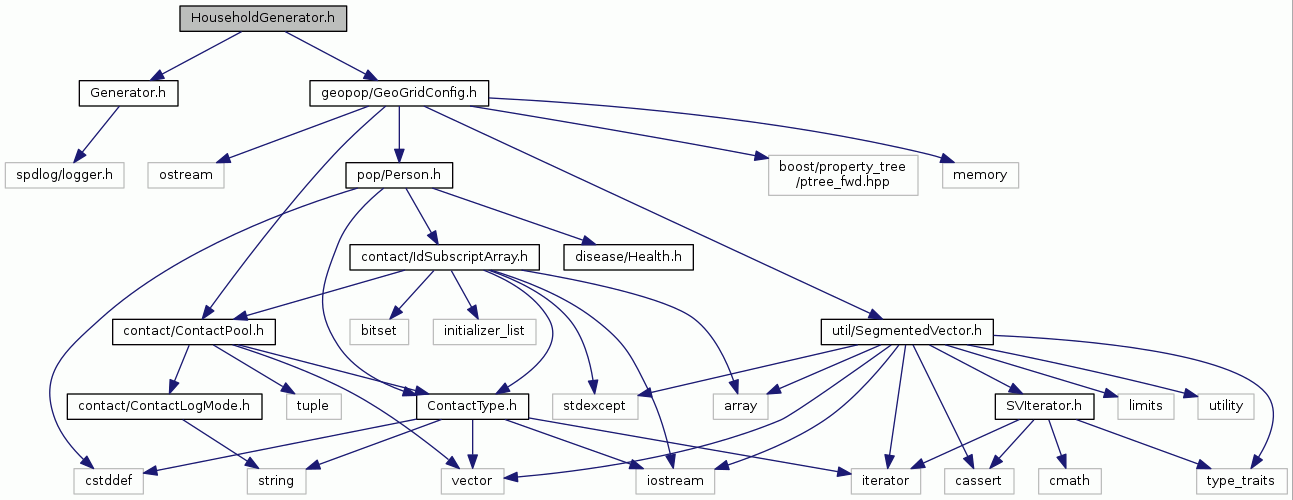 HouseholdGenerator.h
Generator.h
geopop/GeoGridConfig.h
spdlog/logger.h
ostream
pop/Person.h
boost/property_tree
/ptree_fwd.hpp
memory
contact/IdSubscriptArray.h
disease/Health.h
contact/ContactPool.h
bitset
initializer_list
util/SegmentedVector.h
contact/ContactLogMode.h
tuple
ContactType.h
stdexcept
array
SVIterator.h
limits
utility
cstddef
string
vector
iostream
iterator
cassert
cmath
type_traits